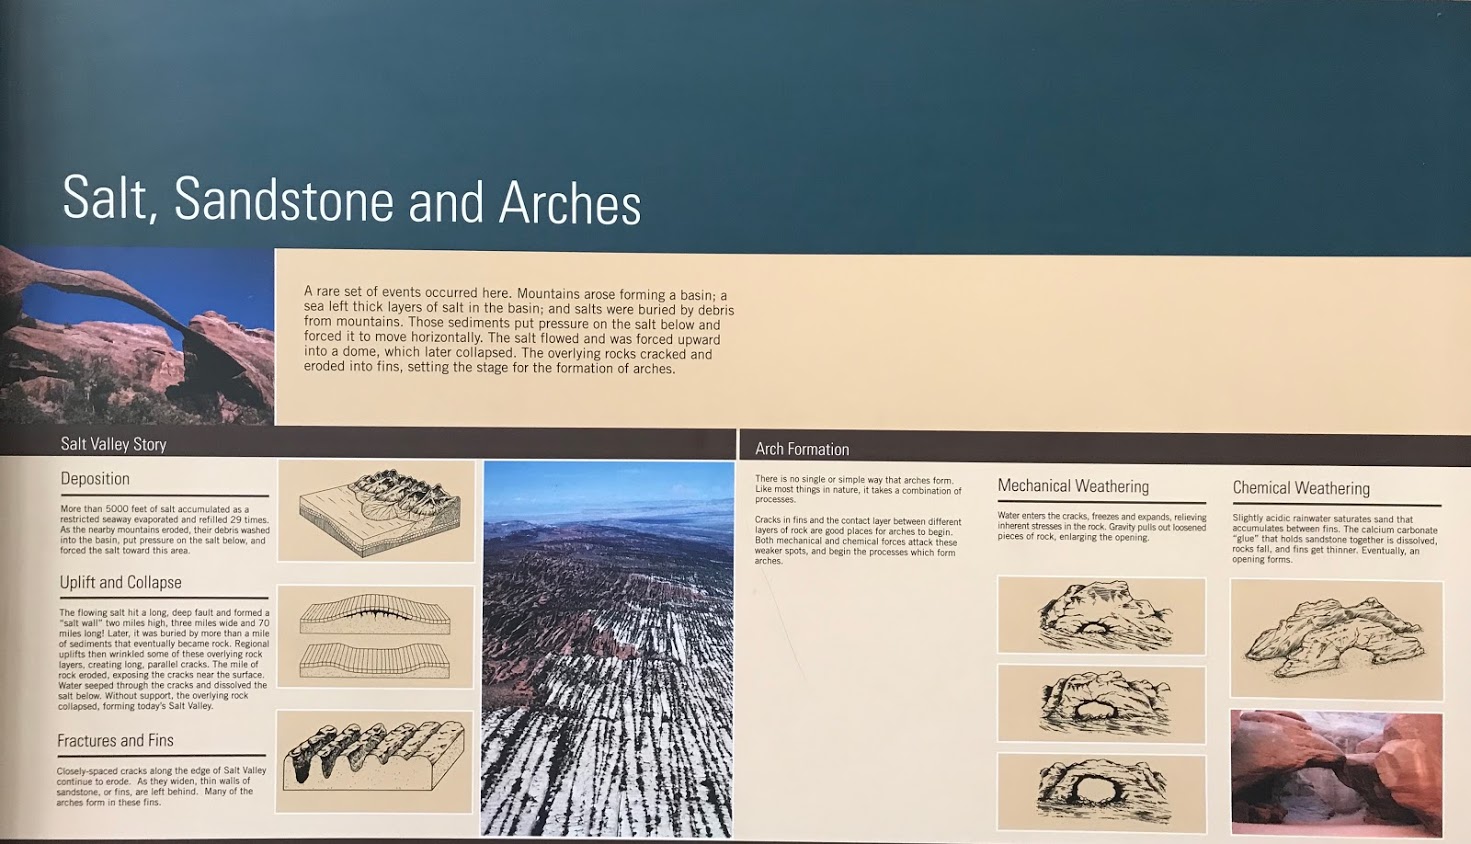 Salt, Sandstone and Arches
A rare set of events occurred here. Mountains arose forming a basin; a
sea left thick layers of salt in the basin; and salts were buried by debris
from mountains. Those sediments put pressure on the salt below and
forced it to move horizontally. The salt flowed and was forced upward
into a dome, which later collapsed. The overlying rocks cracked and
eroded into fins, setting the stage for the formation of arches.
Salt Valley Story
Deposition
More than 5000 feet of salt accumulated as a
restricted seaway evaporated and refilled 29 times.
As the nearby mountains eroded, their debris washed
into the basin, put pressure on the salt below, and
forced the salt toward this area.
Uplift and Collapse
The flowing salt hit a long, deep fault and formed a
"salt wall" two miles high, three miles wide and 70
miles long! Later, it was buried by more than a mile
of sediments that eventually became rock. Regional
uplifts then wrinkled some of these overlying rock
layers, creating long, parallel cracks. The mile of
rock eroded, exposing the cracks near the surface.
Water seeped through the cracks and dissolved the
salt below. Without support, the overlying rock
collapsed, forming today's Salt Valley.
Fractures and Fins
Closely-spaced cracks along the edge of Salt Valley
continue to erode. As they widen, thin walls of
sandstone, or fins, are left behind. Many of the
arches form in these fins.
Arch Formation
There is no single or simple way that arches form.
Like most things in nature, it takes a combination of
processes.
Cracks in fins and the contact layer between different
layers of rock are good places for arches to begin.
Both mechanical and chemical forces attack these
weaker spots, and begin the processes which form
arches.
Mechanical Weathering
Water enters the cracks, freezes and expands, relieving
inherent stresses in the rock. Gravity pulls out loosened
pieces of rock, enlarging the opening.
Chemical Weathering
Slightly acidic rainwater saturates sand that
accumulates between fins. The calcium carbonate
"glue" that holds sandstone together is dissolved,
rocks fall, and fins get thinner. Eventually, an
opening forms.